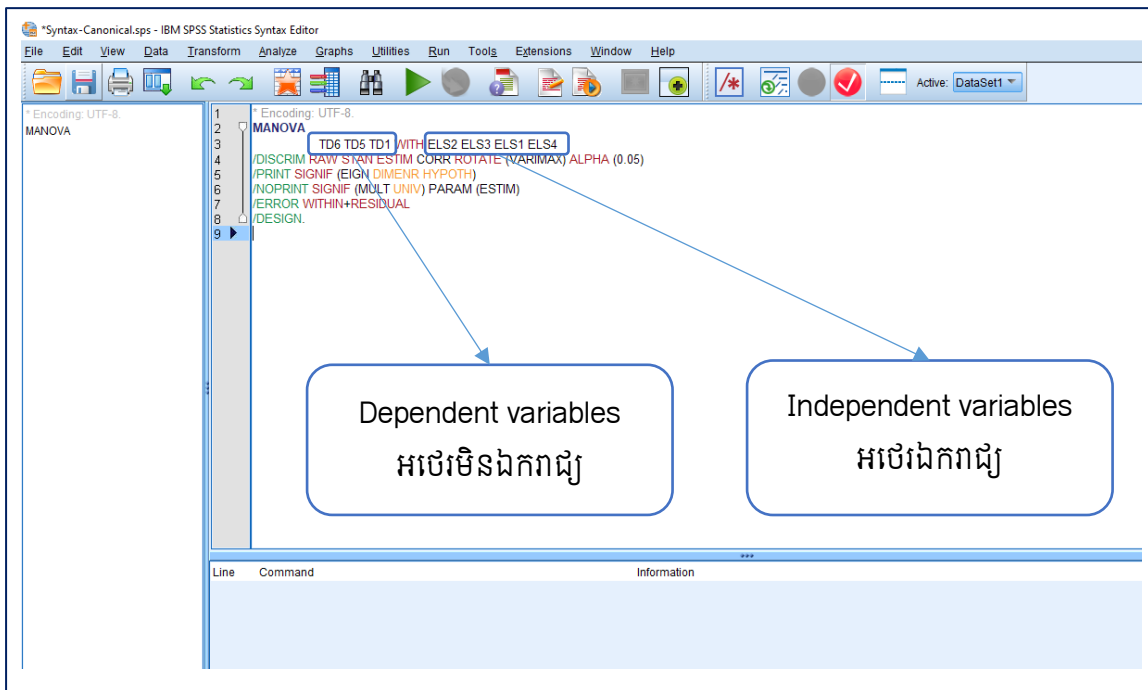 *Syntax-Canonical.sps - IBM SPSS Statistics Syntax Editor
File Edit View Data Transform Analyze Graphs Utilities Run Tools Extensions Window Help
Active: DataSet1
* Encoding: UTF-8.
MANOVA
1 * Encoding: UTF-8.
2 MANOVA
3 TD6 TD5 TD1 WITH ELS2 ELS3 ELS1 ELS4
4 /DISCRIM RAW STAN ESTIM CORR ROTATE (VARIMAX) ALPHA (0.05)
5 /PRINT SIGNIF (EIGN DIMENR HYPOTH)
6 /NOPRINT SIGNIF (MULT UNIV) PARAM (ESTIM)
7 /ERROR WITHIN+RESIDUAL
8 /DESIGN.
9
Dependent variables
អថេរមិនឯករាជ្យ
Independent variables
អថេរឯករាជ្យ
Line Command Information